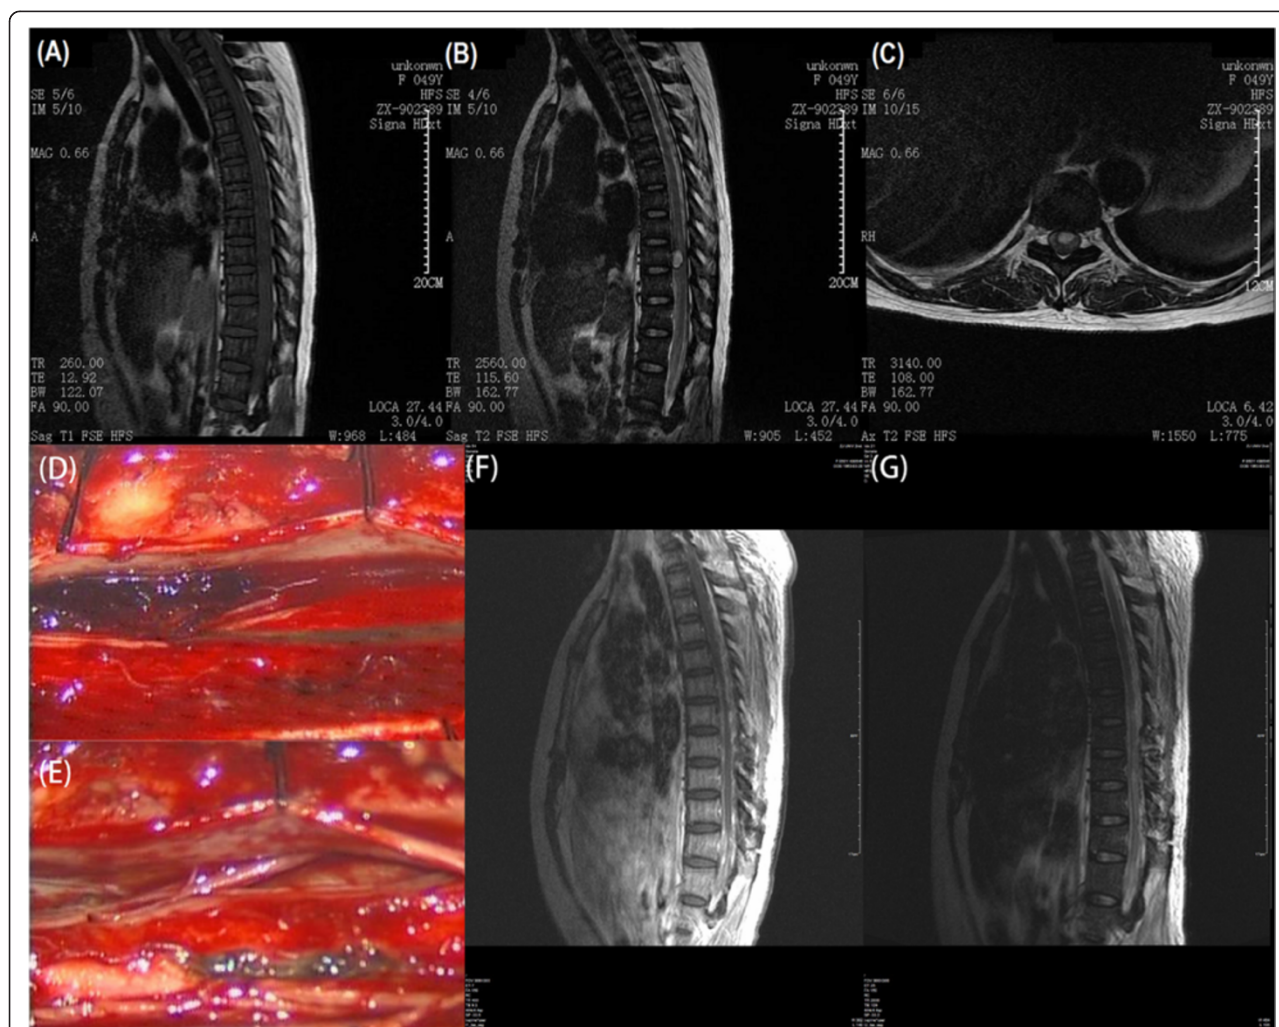 (A)
unkonwn
F 049Y
HFS
ZX-902389
Signa HDxt
SE 5/6
IM 5/10
MAG 0.66
A
20CM
TR 260.00
TE 12.92
BW 122.07
FA 90.00
LOCA 27.44
3.0/4.0
Sag T1 FSE HFS
W:968 L:484
(B)
unkonwn
F 049Y
HFS
ZX-902389
Signa HDxt
SE 4/6
IM 5/10
MAG 0.66
A
20CM
TR 2560.00
TE 115.60
BW 162.77
FA 90.00
LOCA 27.44
3.0/4.0
Sag T2 FSE HFS
W:905 L:452
(C)
unkonwn
F 049Y
HFS
ZX-902389
Signa HDxt
SE 6/6
IM 10/15
MAG 0.66
RH
12CM
TR 3140.00
TE 108.00
BW 162.77
FA 90.00
LOCA 6.42
3.0/4.0
Ax T2 FSE HFS
W:1550 L:775
(D)
(E)
(F)
(G)